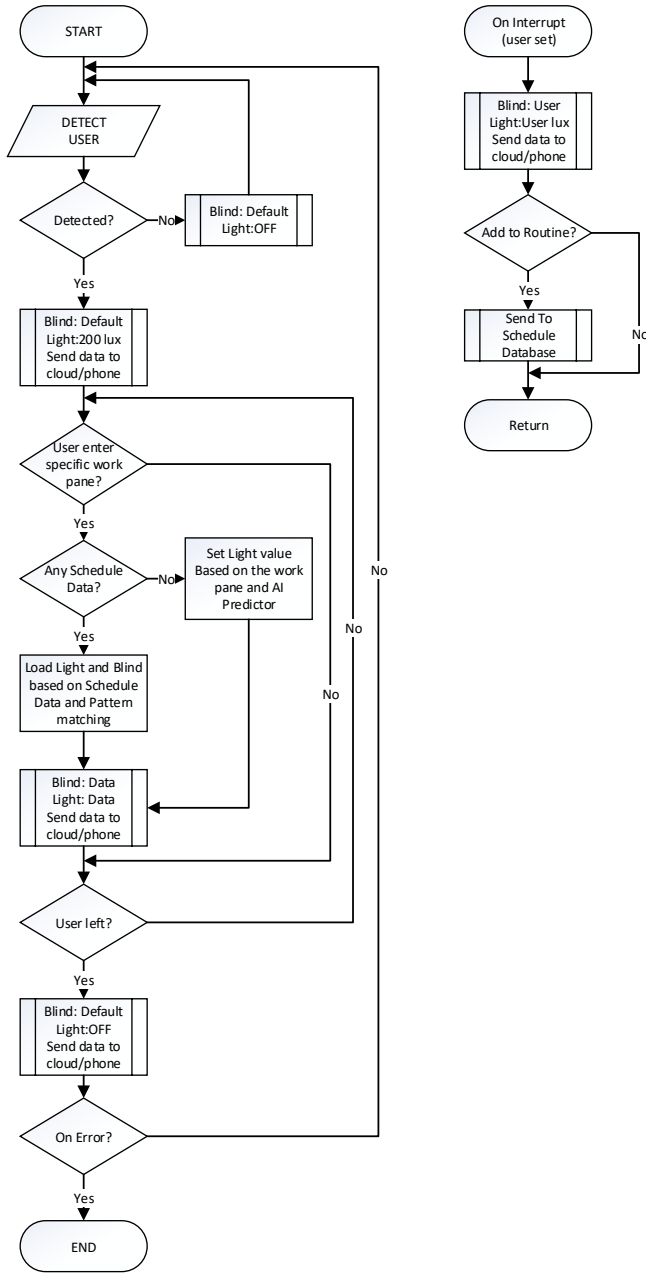 START
DETECT
USER
Detected?
No
Blind: Default
Light:OFF
Yes
Blind: Default
Light:200 lux
Send data to
cloud/phone
User enter
specific work
pane?
Yes
Any Schedule
Data?
No
Set Light value
Based on the work
pane and AI
Predictor
Yes
Load Light and Blind
based on Schedule
Data and Pattern
matching
Blind: Data
Light: Data
Send data to
cloud/phone
No
No
No
User left?
Yes
Blind: Default
Light:OFF
Send data to
cloud/phone
On Error?
Yes
END
On Interrupt
(user set)
Blind: User
Light:User lux
Send data to
cloud/phone
Add to Routine?
Yes
No
Send To
Schedule
Database
Return